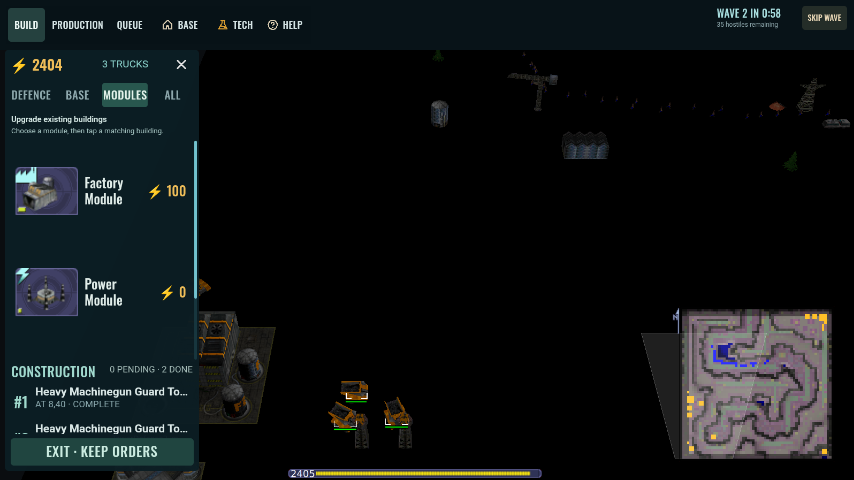 BUILD
PRODUCTION
QUEUE
BASE
TECH
HELP
WAVE 2 IN 0:58
35 hostiles remaining
SKIP WAVE
2404
3 TRUCKS
DEFENCE
BASE
MODULES
ALL
Upgrade existing buildings
Choose a module, then tap a matching building.
Factory
Module
100
Power
Module
0
CONSTRUCTION
0 PENDING · 2 DONE
#1
Heavy Machinegun Guard To...
AT 8,40 · COMPLETE
Heavy Machinegun Guard To...
EXIT · KEEP ORDERS
2405